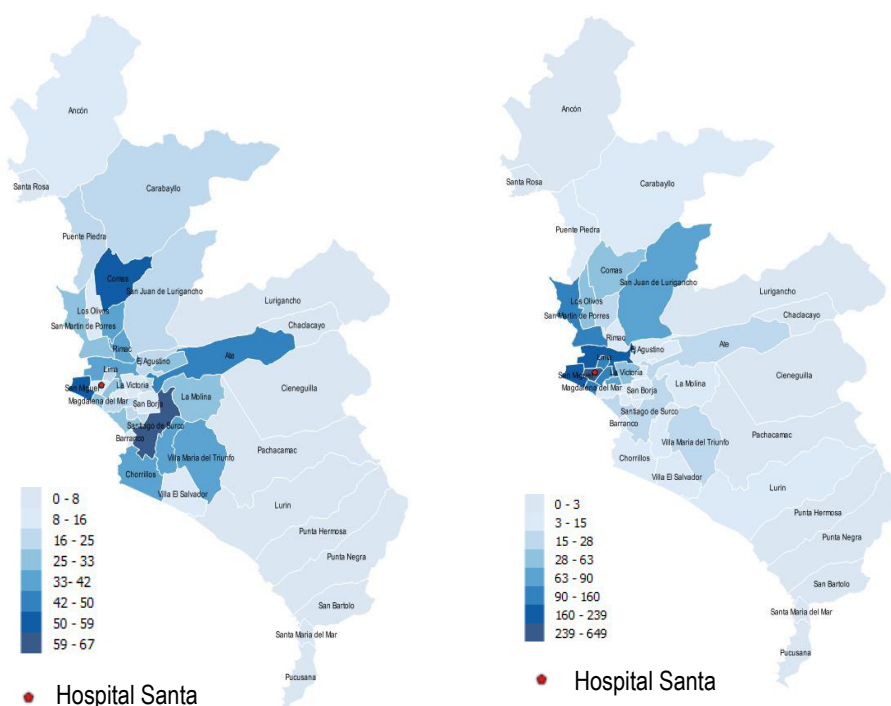 Ancón
Santa Rosa
Carabayllo
Puente Piedra
Comas
San Juan de Lurigancho
Lurigancho
Los Olivos
San Martin de Porres
Chaclacayo
Rimac
Ate
El Agustino
Lima
Cieneguilla
San Miguel
La Victoria
La Molina
Magdalena del Mar
San Borja
Santiago de Surco
Barranco
Pachacamac
Villa Maria del Triunfo
Chorrillos
Villa El Salvador
Lurin
Punta Hermosa
Punta Negra
San Bartolo
Santa Maria del Mar
Pucusana
0 - 8
8 - 16
16 - 25
25 - 33
33- 42
42 - 50
50 - 59
59 - 67
Hospital Santa
Ancón
Santa Rosa
Carabayllo
Puente Piedra
Comas
San Juan de Lurigancho
Lurigancho
Los Olivos
San Martin de Porres
Chaclacayo
Rimac
Ate
El Agustino
Lima
Cieneguilla
San Miguel
La Victoria
La Molina
Magdalena del Mar
San Borja
Santiago de Surco
Barranco
Pachacamac
Villa Maria del Triunfo
Chorrillos
Villa El Salvador
Lurin
Punta Hermosa
Punta Negra
San Bartolo
Santa Maria del Mar
Pucusana
0 - 3
3 - 15
15 - 28
28 - 63
63 - 90
90 - 160
160 - 239
239 - 649
Hospital Santa